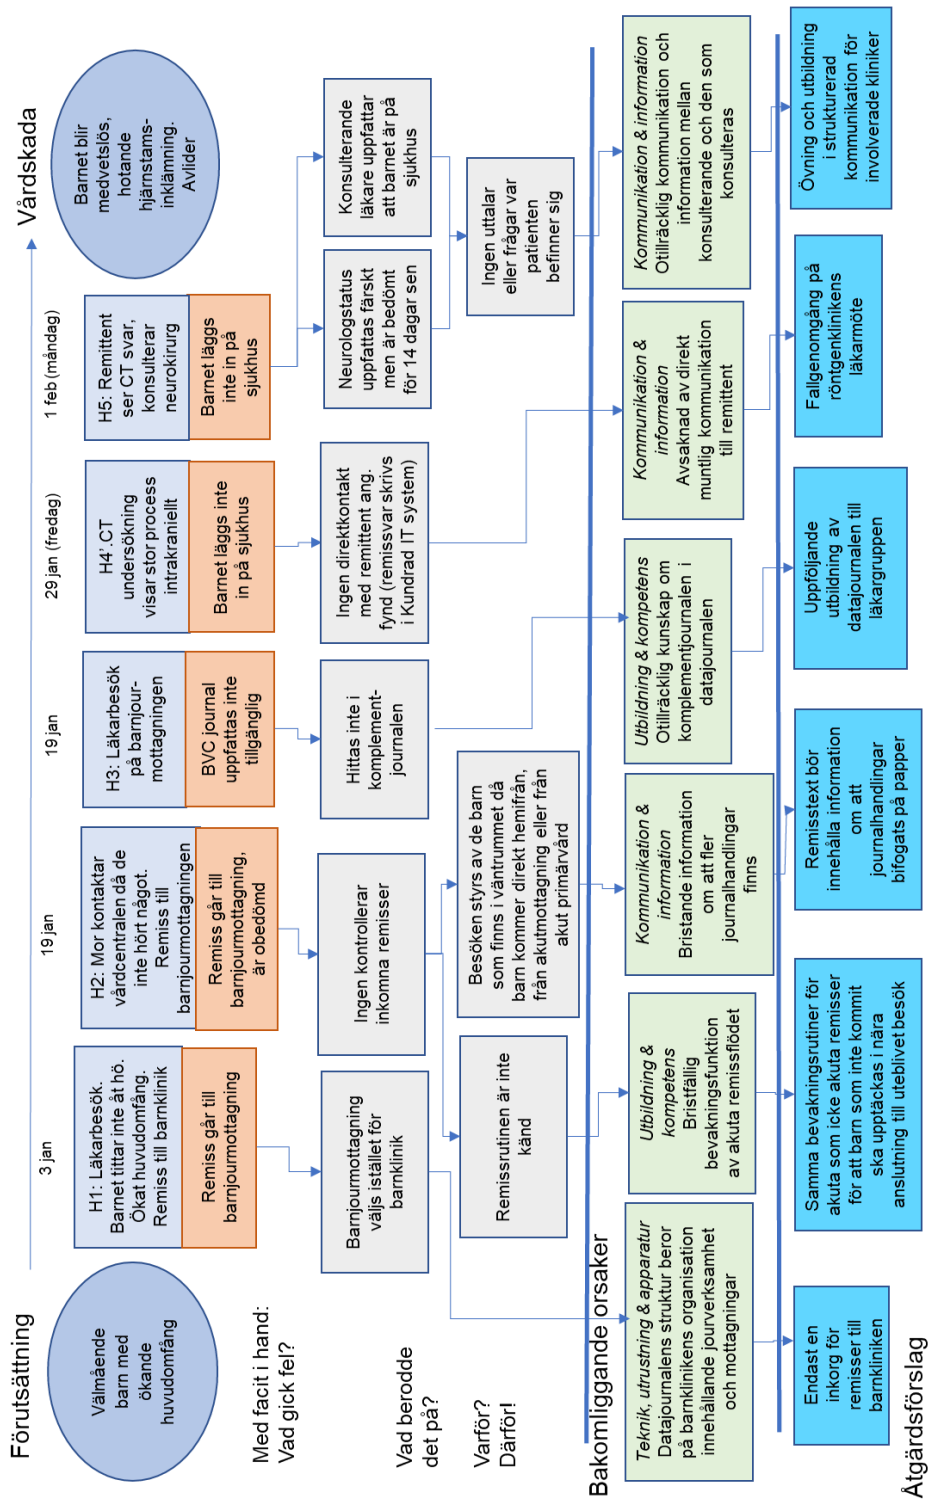 Förutsättning
Vårdskada
3 jan
19 jan
19 jan
29 jan (fredag)
1 feb (måndag)
Välmående
barn med
ökande
huvudomfång
H1: Läkarbesök.
Barnet tittar inte åt hö.
Ökat huvudomfång.
Remiss till barnklinik
H2: Mor kontaktar
vårdcentralen då de
inte hört något.
Remiss till
barnjourmottagningen
H3: Läkarbesök
på barnjour-
mottagningen
H4'.CT
undersökning
visar stor process
intrakraniellt
H5: Remittent
ser CT svar,
konsulterar
neurokirurg
Barnet blir
medvetslös,
hotande
hjärnstams-
inklämning.
Avlider
Med facit i hand:
Vad gick fel?
Remiss går till
barnjourmottagning
Remiss går till
barnjourmottagning,
är obedömd
BVC journal
uppfattas inte
tillgänglig
Barnet läggs inte
in på sjukhus
Barnet läggs
inte in på
sjukhus
Vad berodde
det på?
Barnjourmottagning
väljs istället för
barnklinik
Ingen kontrollerar
inkomna remisser
Hittas inte i
komplement-
journalen
Ingen direktkontakt
med remittent ang.
fynd (remissvar skrivs
i Kundrad IT system)
Neurologstatus
uppfattas färskt
men är bedömt
för 14 dagar sen
Konsulterande
läkare uppfattar
att barnet är på
sjukhus
Varför?
Därför!
Remissrutinen är inte
känd
Besöken styrs av de barn
som finns i väntrummet då
barn kommer direkt hemifrån,
från akutmottagning eller från
akut primärvård
Ingen uttalar
eller frågar var
patienten
befinner sig
Bakomliggande orsaker
Teknik, utrustning & apparatur
Datajournalens struktur beror
på barnklinikens organisation
innehållande jourverksamhet
och mottagningar
Utbildning &
kompetens
Bristfällig
bevakningsfunktion
av akuta remissflödet
Kommunikation &
information
Bristande information
om att fler
journalhandlingar
finns
Utbildning & kompetens
Otillräcklig kunskap om
komplementjournalen i
datajournalen
Kommunikation &
information
Avsaknad av direkt
muntlig kommunikation
till remittent
Kommunikation & information
Otillräcklig kommunikation och
information mellan
konsulterande och den som
konsulteras
Åtgärdsförslag
Endast en
inkorg för
remisser till
barnkliniken
Samma bevakningsrutiner för
akuta som icke akuta remisser
för att barn som inte kommit
ska upptäckas i nära
anslutning till uteblivet besök
Remisstext bör
innehålla information
om att
journalhandlingar
bifogats på papper
Uppföljande
utbildning av
datajournalen till
läkargruppen
Fallgenomgång på
röntgenklinikens
läkarmöte
Övning och utbildning
i strukturerad
kommunikation för
involverade kliniker